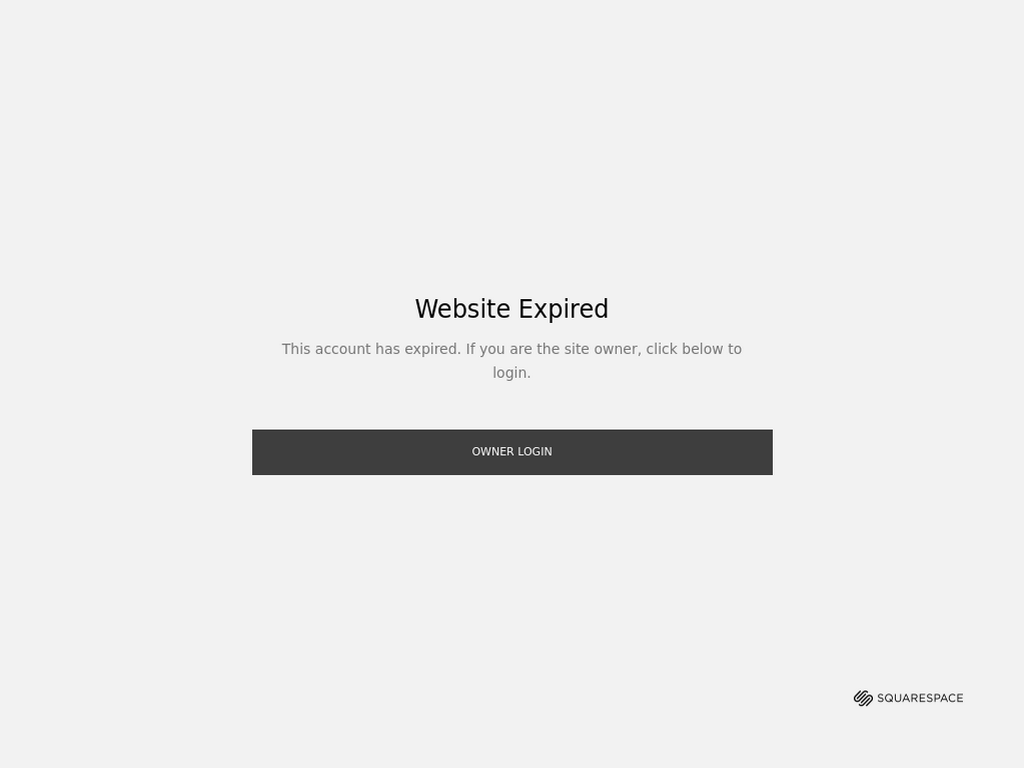 Website Expired
This account has expired. If you are the site owner, click below to
login.
OWNER LOGIN
SQUARESPACE